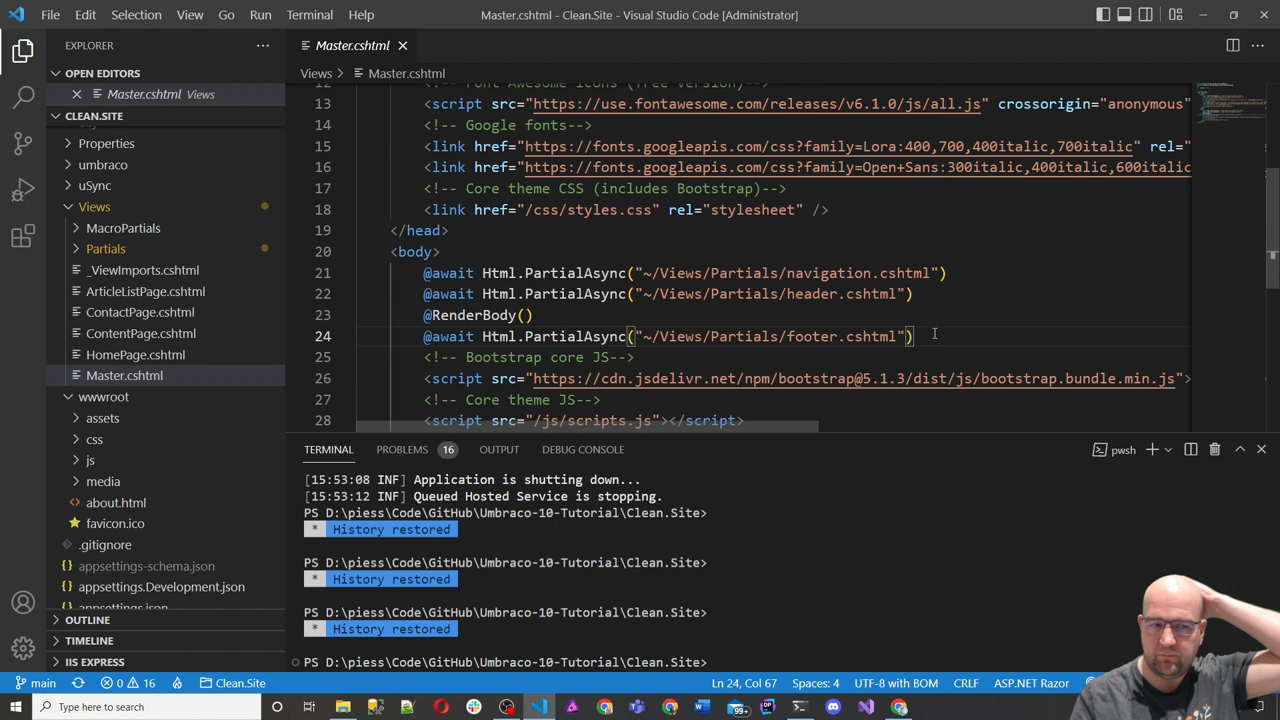 File Edit Selection View Go Run Terminal Help
Master.cshtml - Clean.Site - Visual Studio Code [Administrator]
EXPLORER
OPEN EDITORS
Master.cshtml Views
CLEAN.SITE
Properties
umbraco
uSync
Views
MacroPartials
Partials
_ViewImports.cshtml
ArticleListPage.cshtml
ContactPage.cshtml
ContentPage.cshtml
HomePage.cshtml
Master.cshtml
wwwroot
assets
css
js
media
about.html
favicon.ico
.gitignore
appsettings-schema.json
appsettings.Development.json
appsettings.json
OUTLINE
TIMELINE
IIS EXPRESS
Master.cshtml
Views > Master.cshtml
12 <!-- Font Awesome icons (free version)-->
13 <script src="https://use.fontawesome.com/releases/v6.1.0/js/all.js" crossorigin="anonymous"
14 <!-- Google fonts-->
15 <link href="https://fonts.googleapis.com/css?family=Lora:400,700,400italic,700italic" rel=
16 <link href="https://fonts.googleapis.com/css?family=Open+Sans:300italic,400italic,600italic
17 <!-- Core theme CSS (includes Bootstrap)-->
18 <link href="/css/styles.css" rel="stylesheet" />
19 </head>
20 <body>
21 @await Html.PartialAsync("~/Views/Partials/navigation.cshtml")
22 @await Html.PartialAsync("~/Views/Partials/header.cshtml")
23 @RenderBody()
24 @await Html.PartialAsync("~/Views/Partials/footer.cshtml")
25 <!-- Bootstrap core JS-->
26 <script src="https://cdn.jsdelivr.net/npm/bootstrap@5.1.3/dist/js/bootstrap.bundle.min.js">
27 <!-- Core theme JS-->
28 <script src="/js/scripts.js"></script>
TERMINAL PROBLEMS 16 OUTPUT DEBUG CONSOLE
pwsh
[15:53:08 INF] Application is shutting down...
[15:53:12 INF] Queued Hosted Service is stopping.
PS D:\piess\Code\GitHub\Umbraco-10-Tutorial\Clean.Site>
* History restored
PS D:\piess\Code\GitHub\Umbraco-10-Tutorial\Clean.Site>
* History restored
PS D:\piess\Code\GitHub\Umbraco-10-Tutorial\Clean.Site>
* History restored
PS D:\piess\Code\GitHub\Umbraco-10-Tutorial\Clean.Site>
main 0 16 Clean.Site
Ln 24, Col 67 Spaces: 4 UTF-8 with BOM CRLF ASP.NET Razor
Type here to search
99+